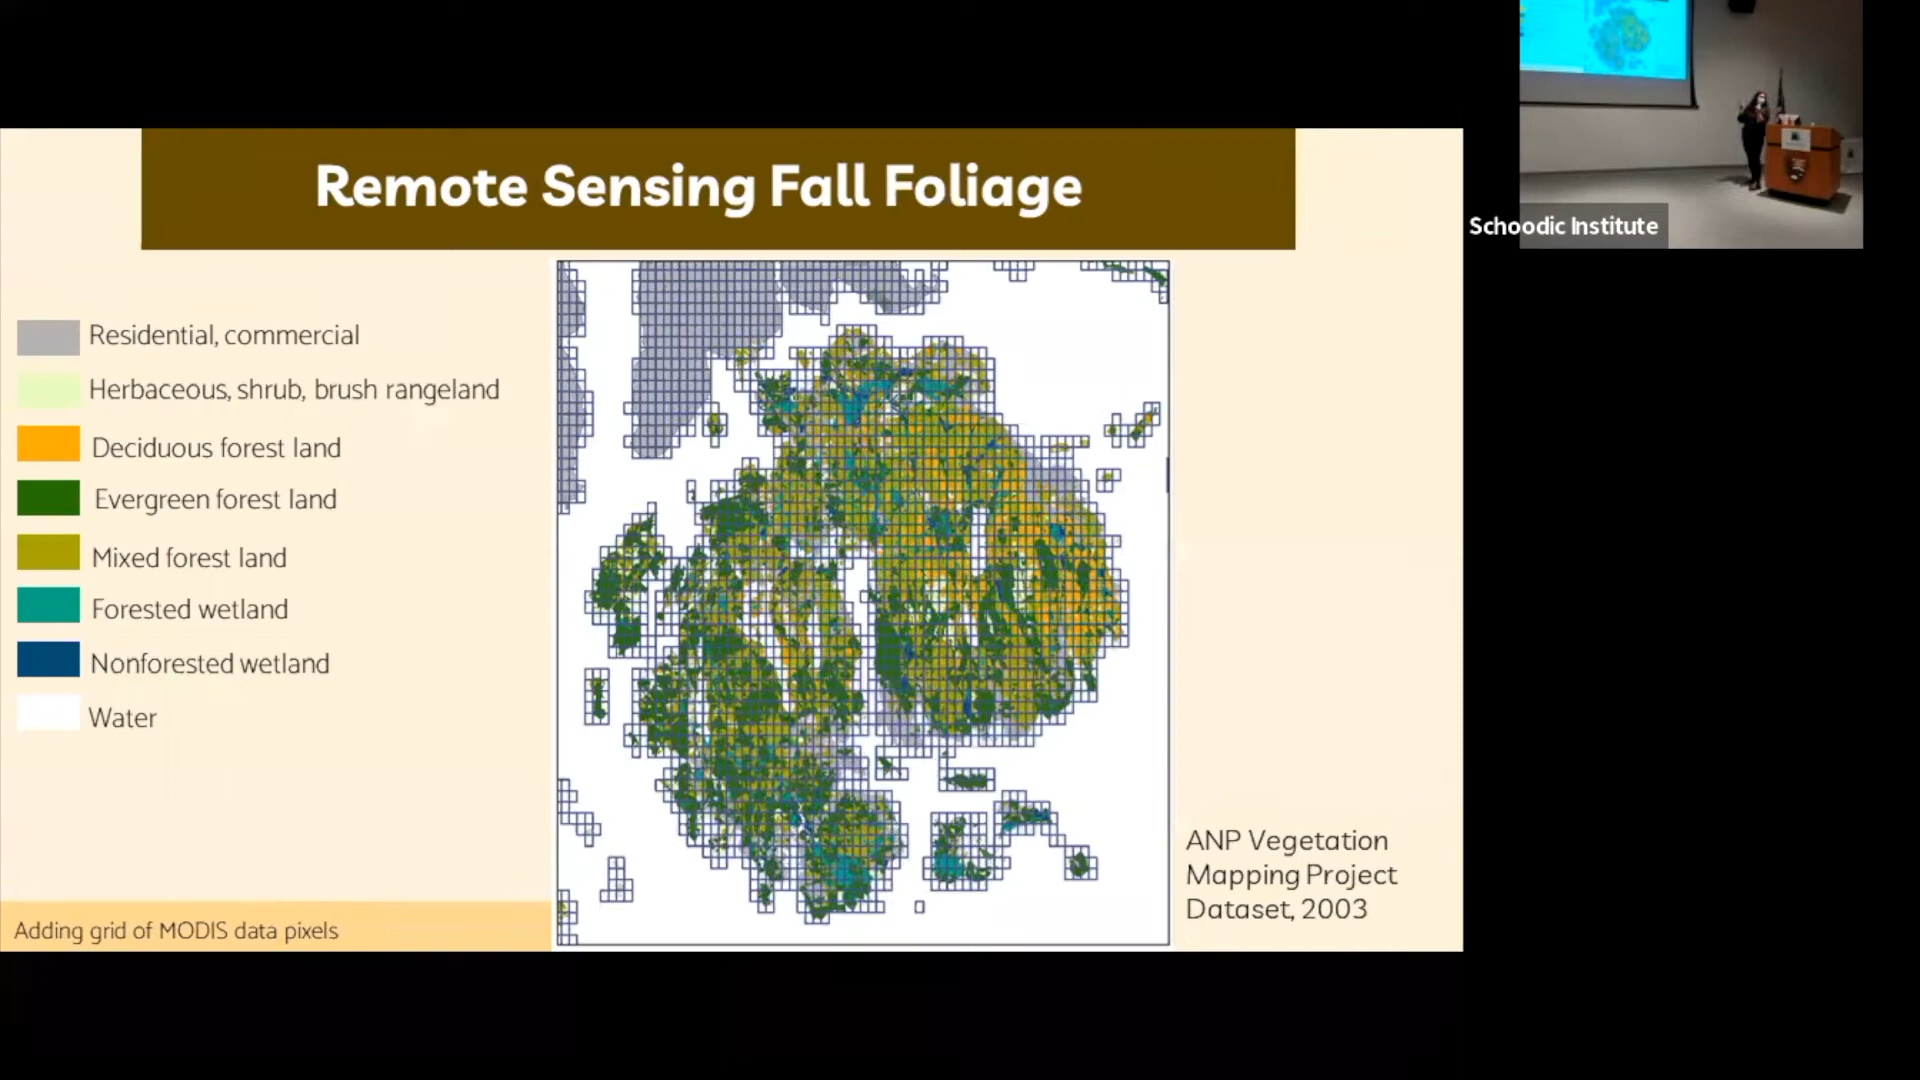 Remote Sensing Fall Foliage
Schoodic Institute
Residential, commercial
Herbaceous, shrub, brush rangeland
Deciduous forest land
Evergreen forest land
Mixed forest land
Forested wetland
Nonforested wetland
Water
ANP Vegetation
Mapping Project
Dataset, 2003
Adding grid of MODIS data pixels